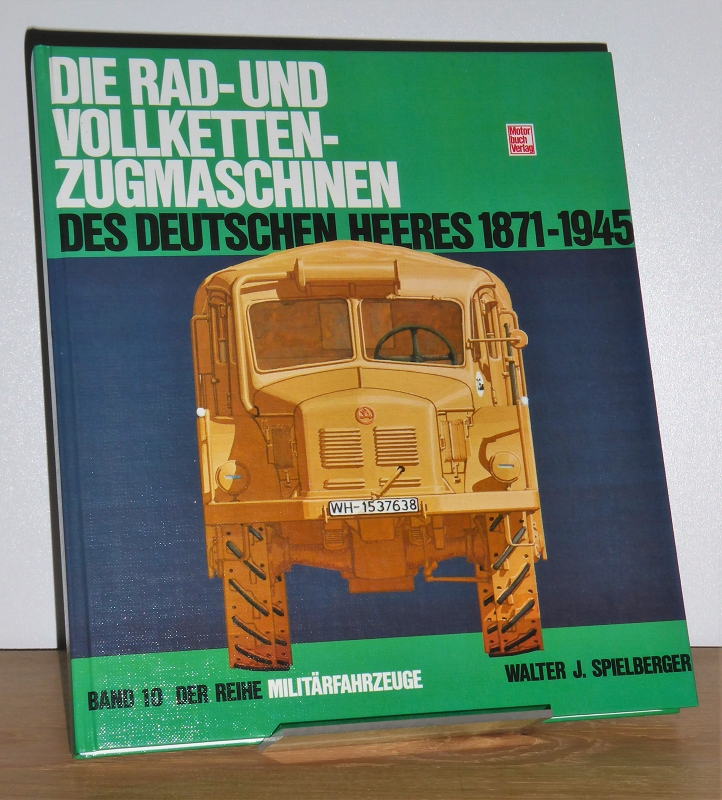 DIE RAD- UND
VOLLKETTEN-
ZUGMASCHINEN
DES DEUTSCHEN HEERES 1871-1945
Motor
buch
Verlag
WH-1537638
BAND 10 DER REIHE MILITÄRFAHRZEUGE
WALTER J. SPIELBERGER